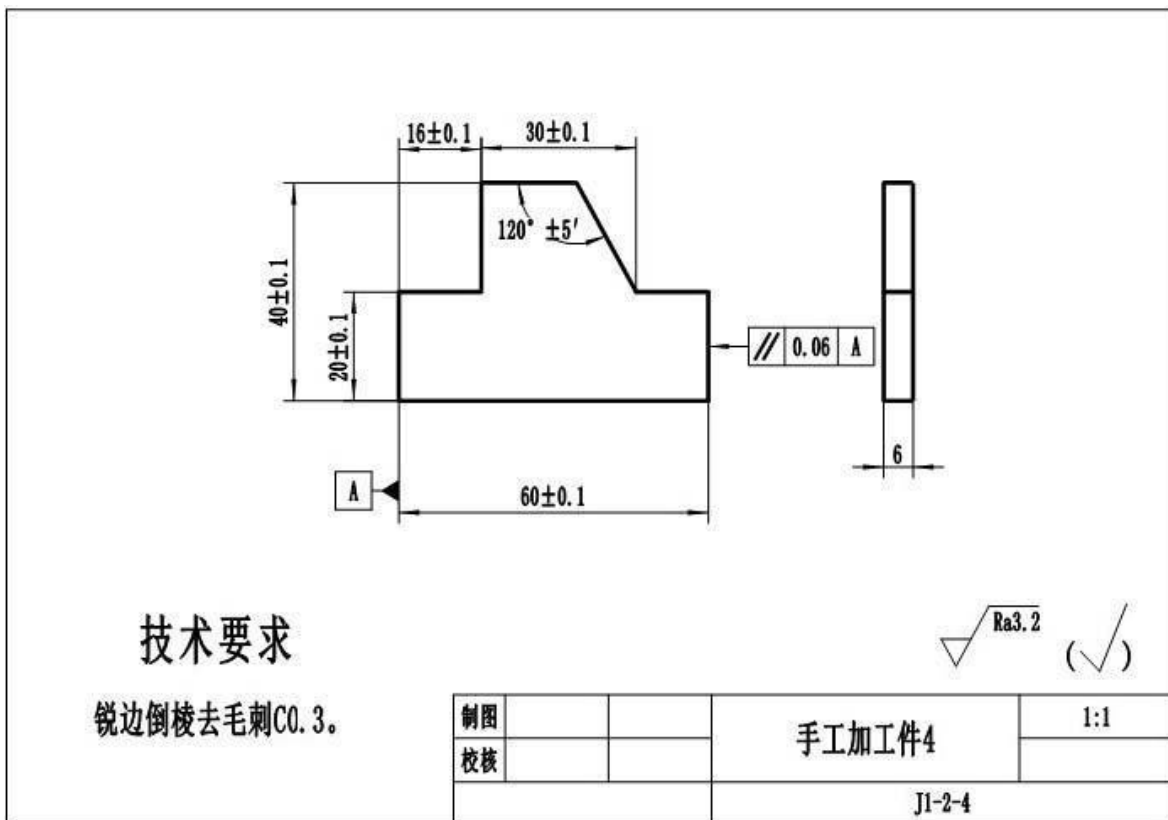 16±0.1
30±0.1
120° ±5′
40±0.1
20±0.1
// 0.06 A
6
A
60±0.1
技术要求
Ra3.2
(√)
锐边倒棱去毛刺C0.3。
制图
手工加工件4
1:1
校核
J1-2-4